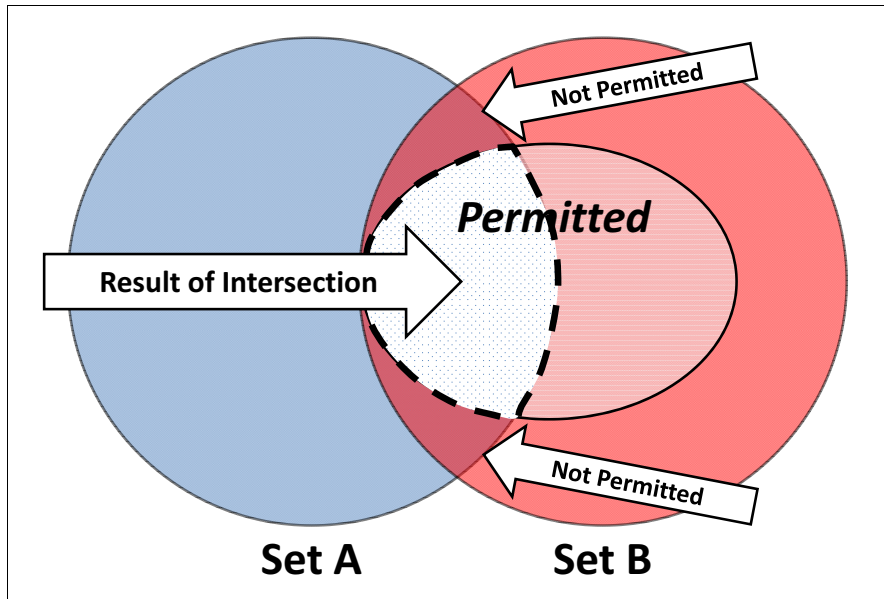 Not Permitted
Permitted
Result of Intersection
Not Permitted
Set A
Set B